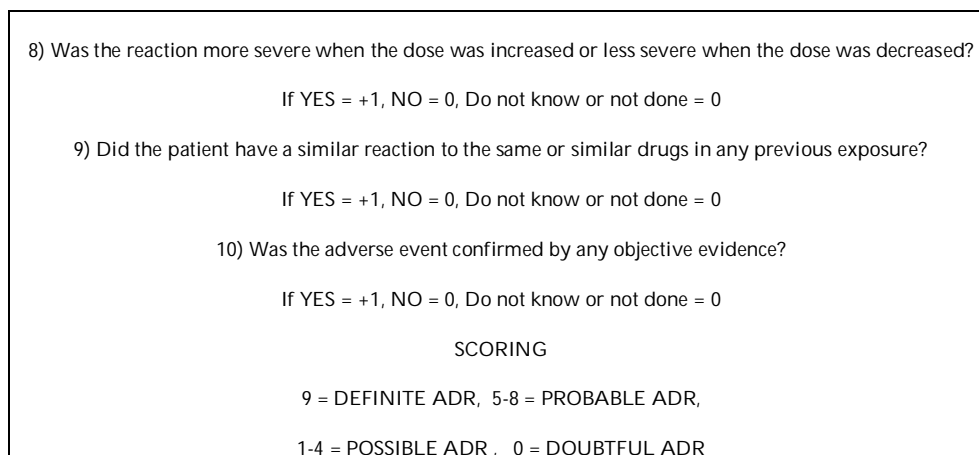 8) Was the reaction more severe when the dose was increased or less severe when the dose was decreased?
If YES = +1, NO = 0, Do not know or not done = 0
9) Did the patient have a similar reaction to the same or similar drugs in any previous exposure?
If YES = +1, NO = 0, Do not know or not done = 0
10) Was the adverse event confirmed by any objective evidence?
If YES = +1, NO = 0, Do not know or not done = 0
SCORING
9 = DEFINITE ADR, 5-8 = PROBABLE ADR,
1-4 = POSSIBLE ADR , 0 = DOUBTFUL ADR